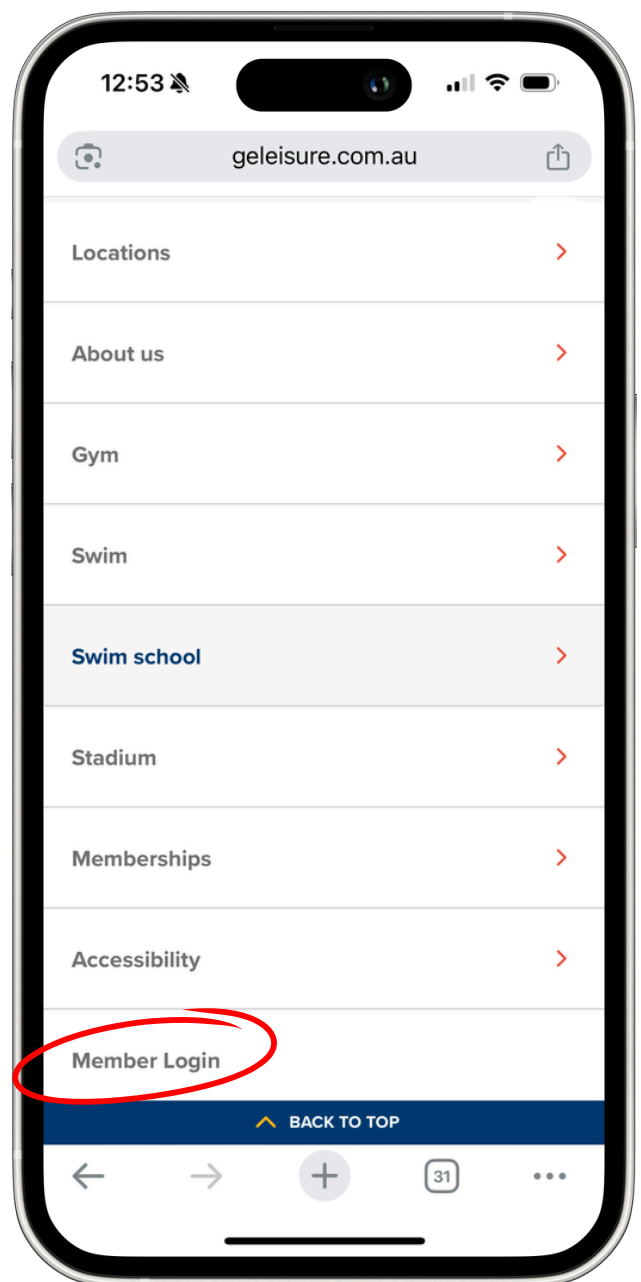 12:53
geleisure.com.au
Locations
About us
Gym
Swim
Swim school
Stadium
Memberships
Accessibility
Member Login
BACK TO TOP
31